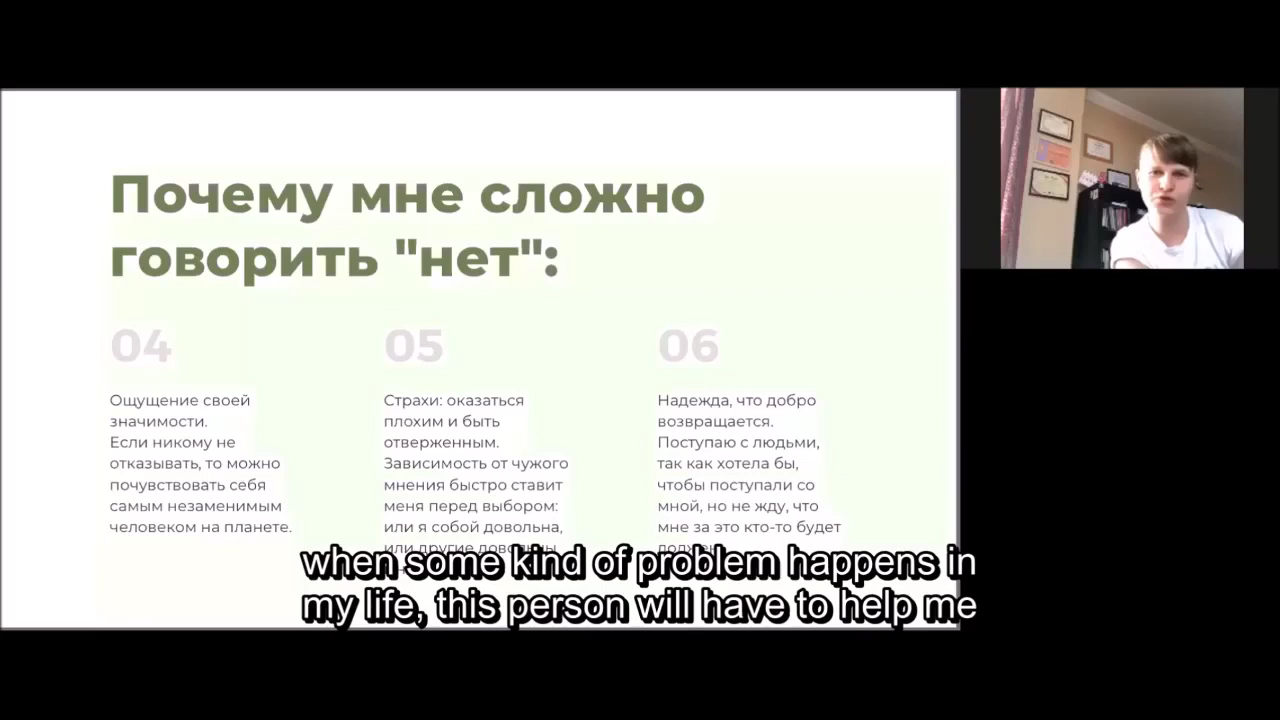 Почему мне сложно
говорить "нет":
04
Ощущение своей
значимости.
Если никому не
отказывать, то можно
почувствовать себя
самым незаменимым
человеком на планете.
05
Страхи: оказаться
плохим и быть
отверженным.
Зависимость от чужого
мнения быстро ставит
меня перед выбором:
или я собой довольна,
или другие довольны
06
Надежда, что добро
возвращается.
Поступаю с людьми,
так как хотела бы,
чтобы поступали со
мной, но не жду, что
мне за это кто-то будет
when some kind of problem happens in
my life, this person will have to help me